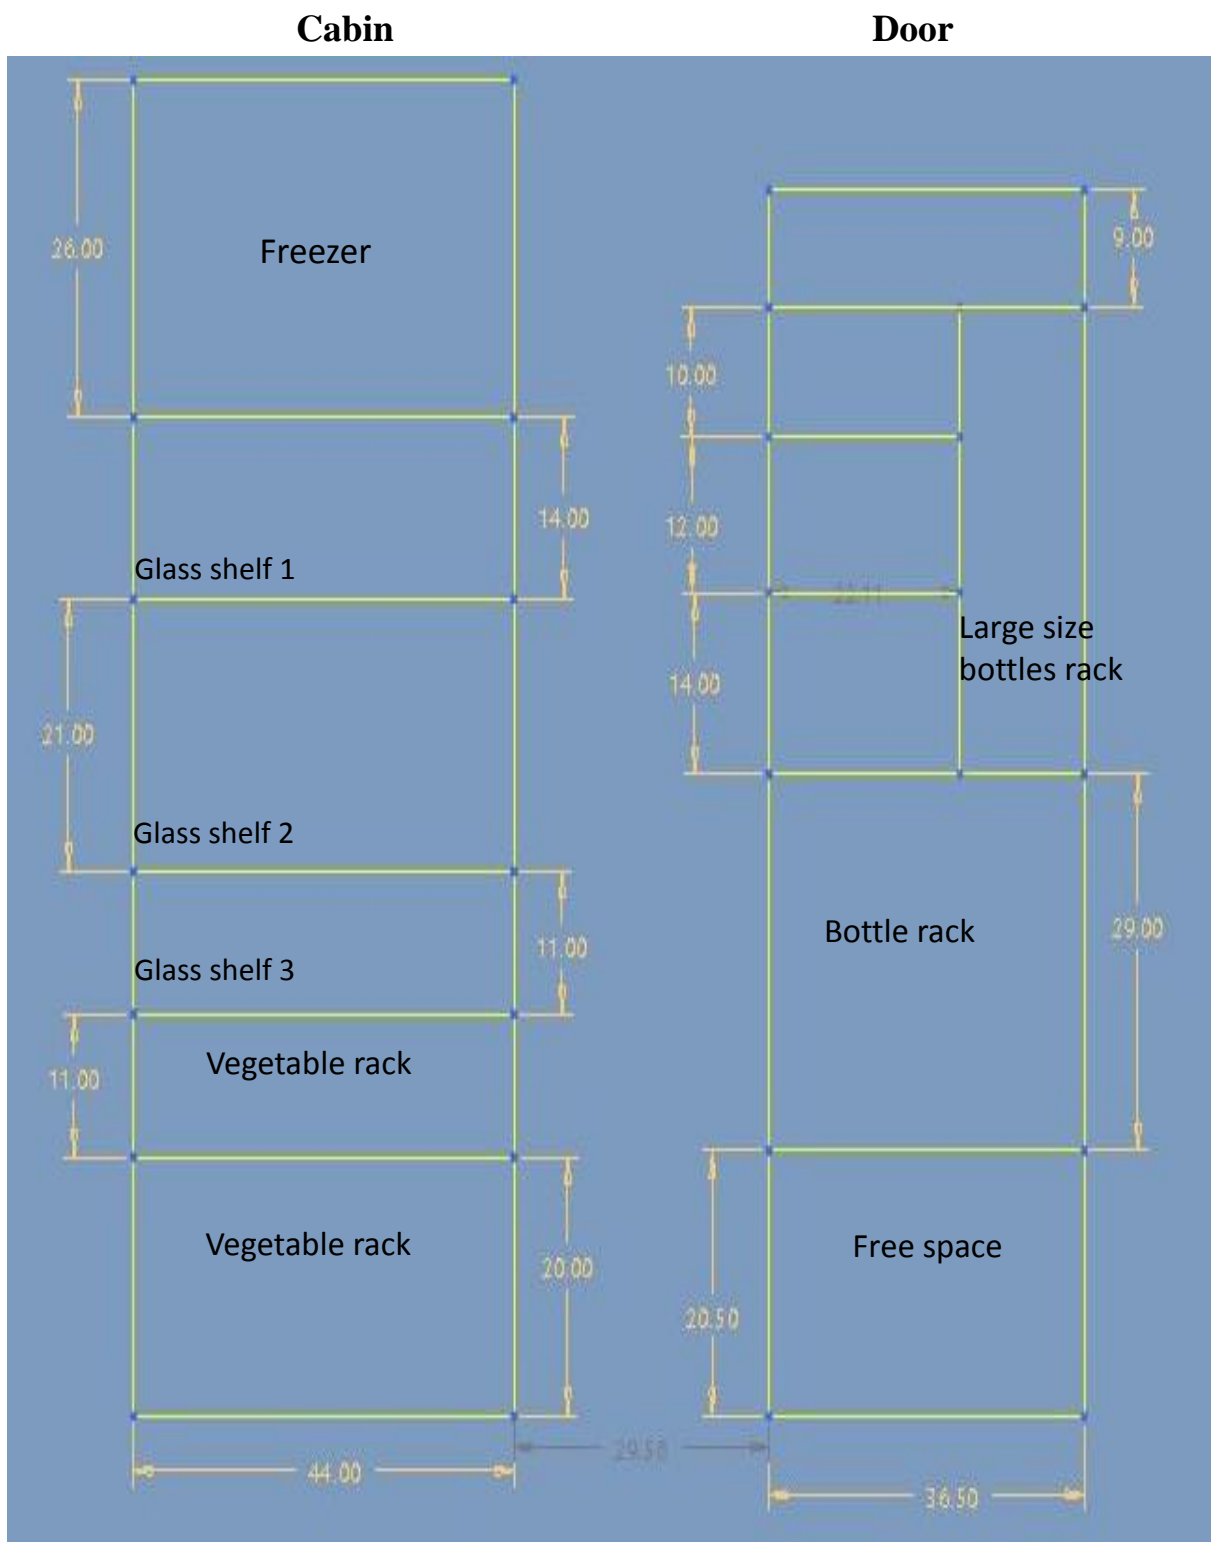 Cabin
Door
26.00
Freezer
9.00
10.00
14.00
12.00
Glass shelf 1
22.11
Large size
bottles rack
14.00
21.00
Glass shelf 2
Bottle rack
29.00
11.00
Glass shelf 3
Vegetable rack
11.00
Vegetable rack
Free space
20.00
20.50
44.00
36.50